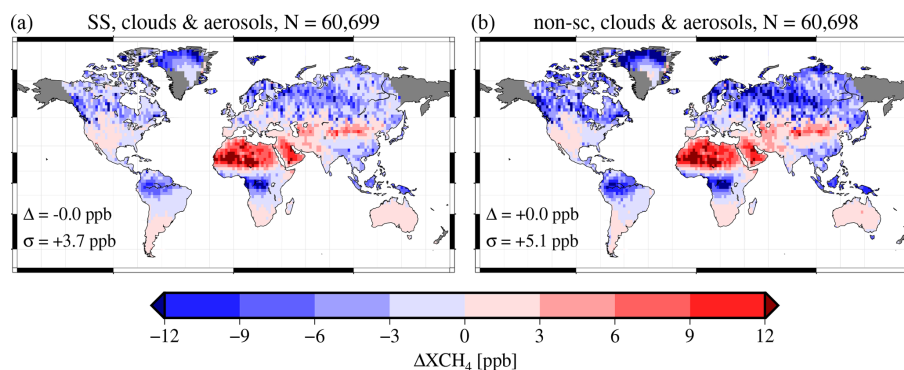 (a) SS, clouds & aerosols, N = 60,699
Δ = -0.0 ppb
σ = +3.7 ppb
(b) non-sc, clouds & aerosols, N = 60,698
Δ = +0.0 ppb
σ = +5.1 ppb
−12 −9 −6 −3 0 3 6 9 12
ΔXCH₄ [ppb]